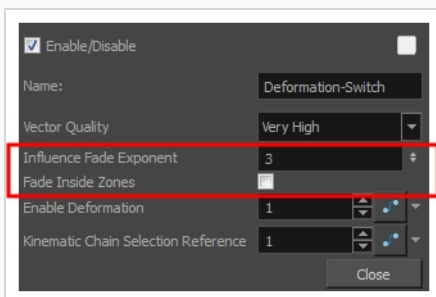 Enable/Disable
Name: Deformation-Switch
Vector Quality Very High
Influence Fade Exponent 3
Fade Inside Zones
Enable Deformation 1
Kinematic Chain Selection Reference 1
Close